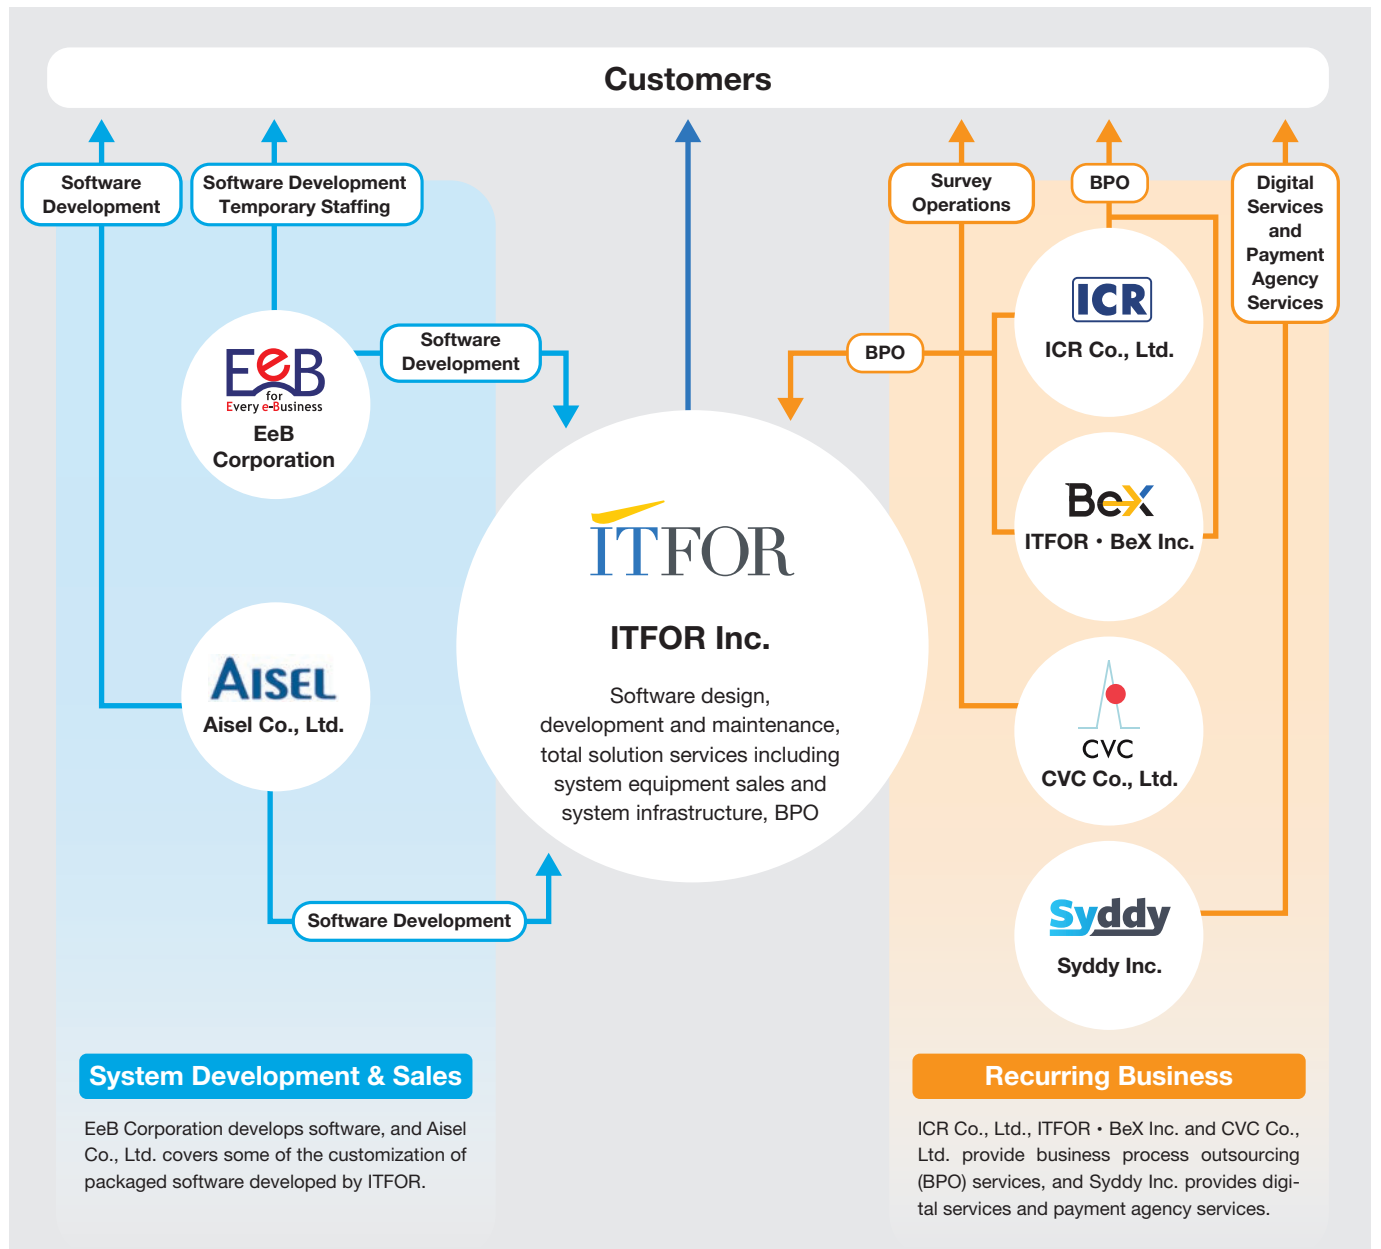 Customers
Software
Development
Software Development
Temporary Staffing
Survey
Operations
BPO
Digital
Services
and
Payment
Agency
Services
EeB
for
Every e-Business
EeB
Corporation
Software
Development
BPO
ICR
ICR Co., Ltd.
BeX
ITFOR・BeX Inc.
ITFOR
ITFOR Inc.
Software design,
development and maintenance,
total solution services including
system equipment sales and
system infrastructure, BPO
AISEL
Aisel Co., Ltd.
CVC
CVC Co., Ltd.
Software Development
Syddy
Syddy Inc.
System Development & Sales
EeB Corporation develops software, and Aisel
Co., Ltd. covers some of the customization of
packaged software developed by ITFOR.
Recurring Business
ICR Co., Ltd., ITFOR・BeX Inc. and CVC Co.,
Ltd. provide business process outsourcing
(BPO) services, and Syddy Inc. provides digi-
tal services and payment agency services.